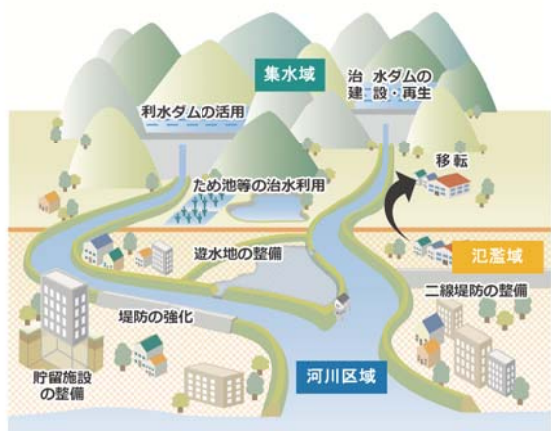 集水域
治水ダムの
建設・再生
利水ダムの活用
移転
ため池等の治水利用
遊水地の整備
氾濫域
二線堤防の整備
堤防の強化
貯留施設
の整備
河川区域